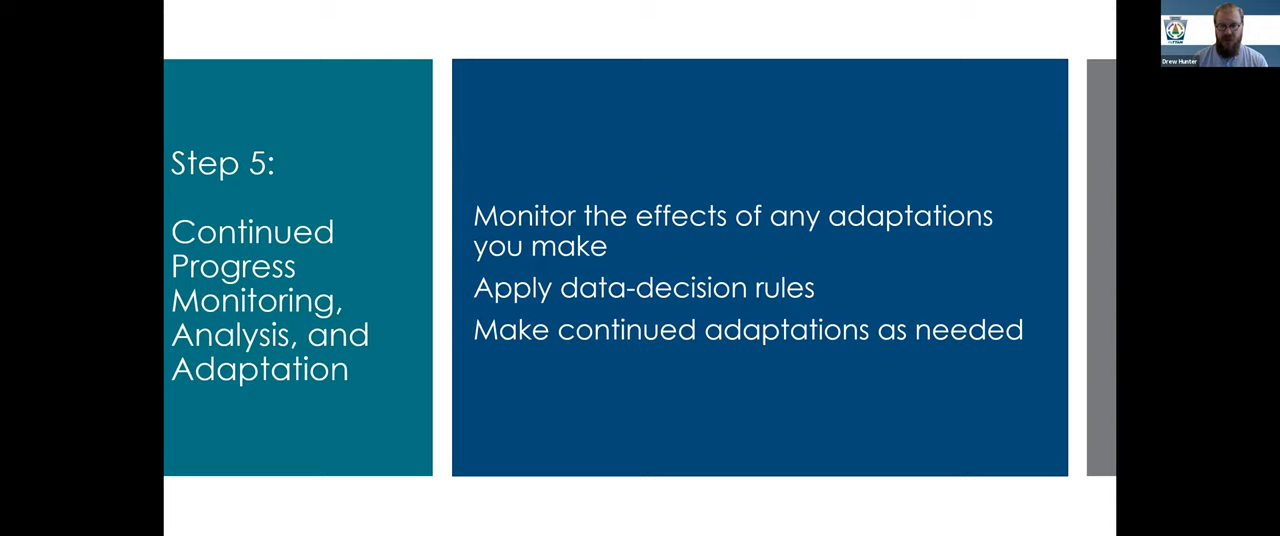 Step 5:
Continued
Progress
Monitoring,
Analysis, and
Adaptation
Monitor the effects of any adaptations
you make
Apply data-decision rules
Make continued adaptations as needed
Drew Hunter